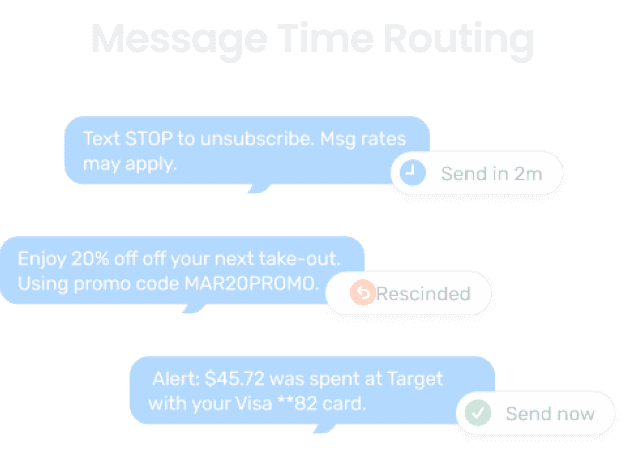 Message Time Routing
Text STOP to unsubscribe. Msg rates
may apply.
Send in 2m
Enjoy 20% off off your next take-out.
Using promo code MAR20PROMO.
Rescinded
Alert: $45.72 was spent at Target
with your Visa **82 card.
Send now